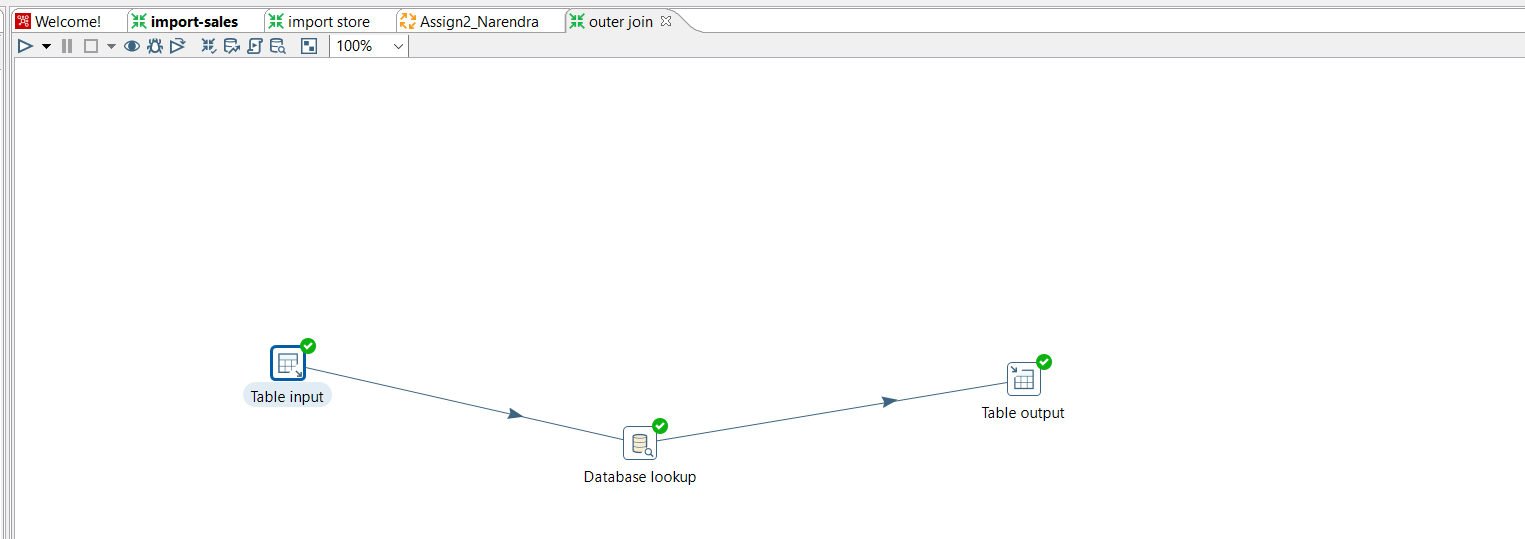 Welcome! import-sales import store Assign2_Narendra outer join
100%
Table input
Table output
Database lookup